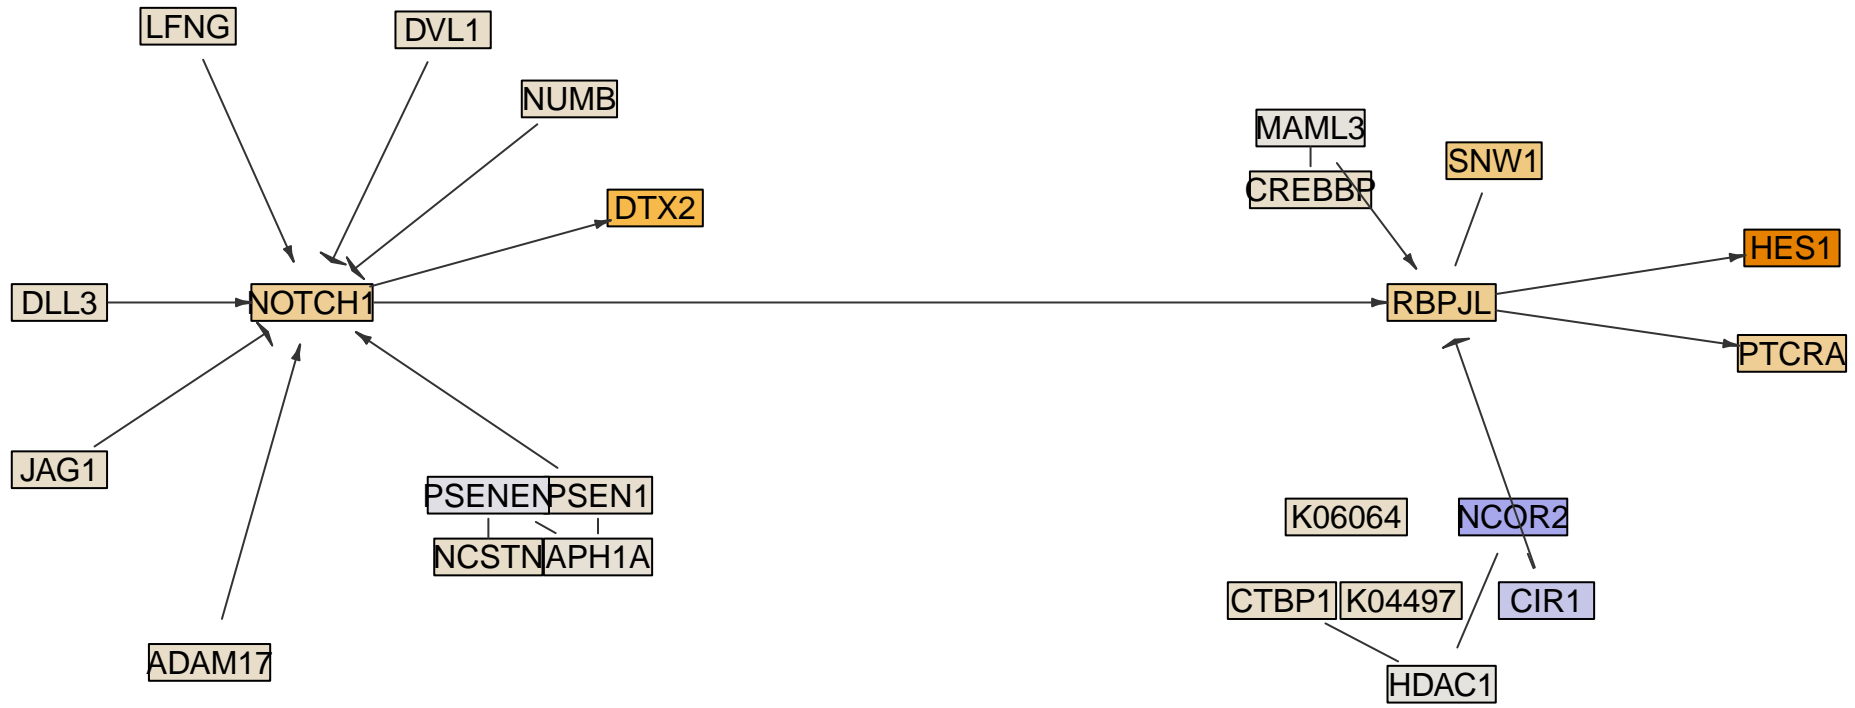 LFNG
DVL1
NUMB
MAML3
SNW1
CREBBP
DTX2
HES1
DLL3
NOTCH1
RBPJL
PTCRA
JAG1
PSENEN
PSEN1
K06064
NCOR2
NCSTN
APH1A
CTBP1
K04497
CIR1
ADAM17
HDAC1